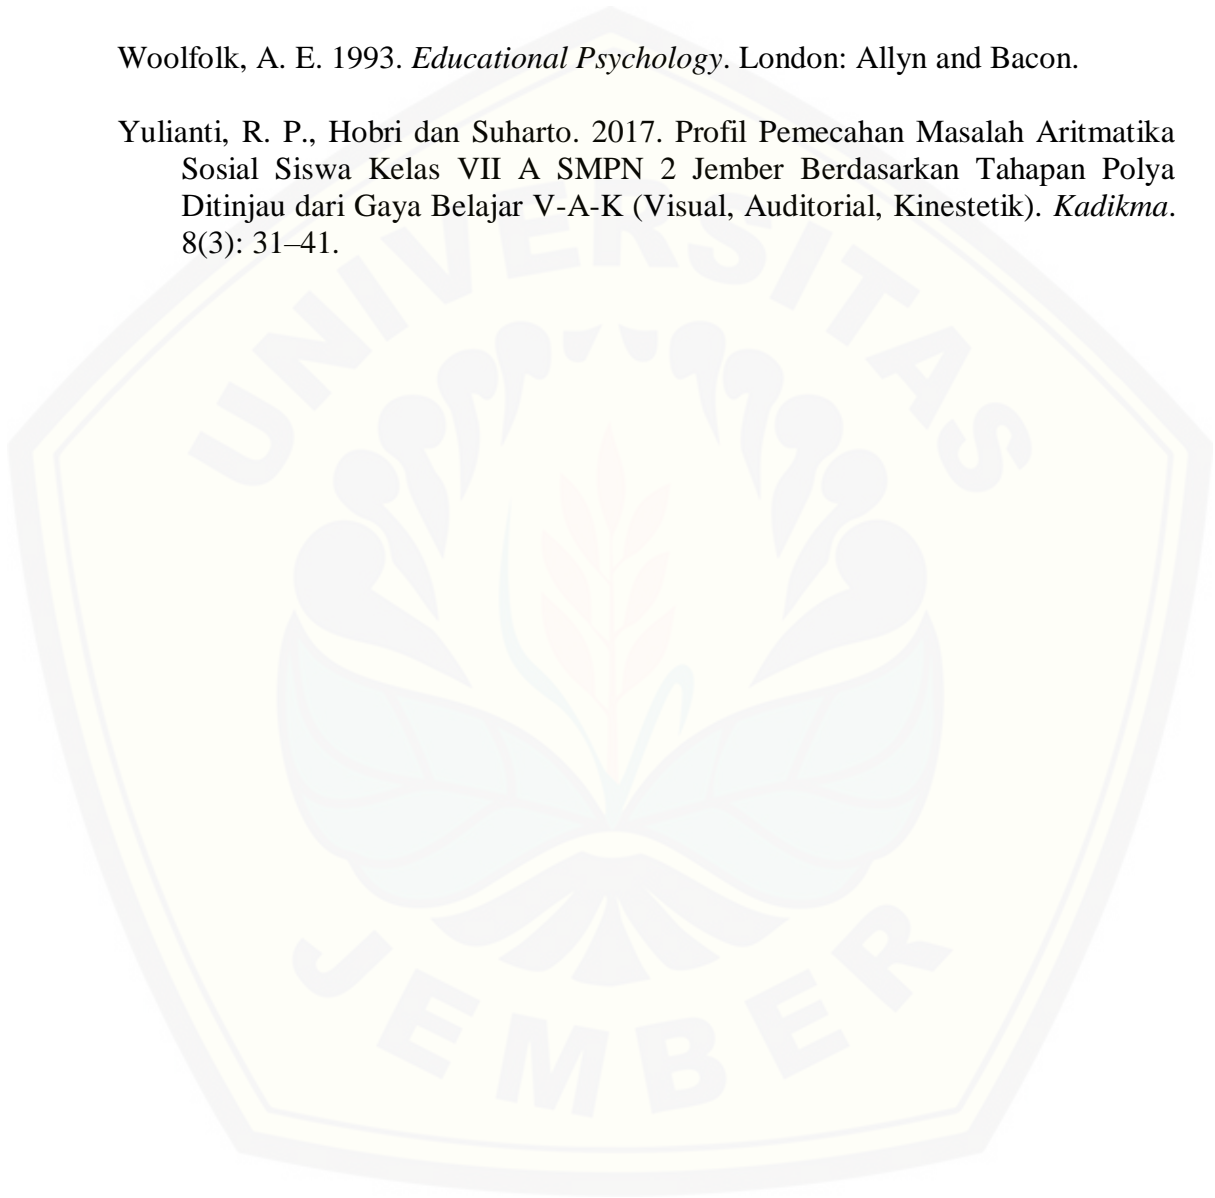 Woolfolk, A. E. 1993. Educational Psychology. London: Allyn and Bacon.
Yulianti, R. P., Hobri dan Suharto. 2017. Profil Pemecahan Masalah Aritmatika
Sosial Siswa Kelas VII A SMPN 2 Jember Berdasarkan Tahapan Polya
Ditinjau dari Gaya Belajar V-A-K (Visual, Auditorial, Kinestetik). Kadikma.
8(3): 31–41.
UNIVERSITAS
JEMBER